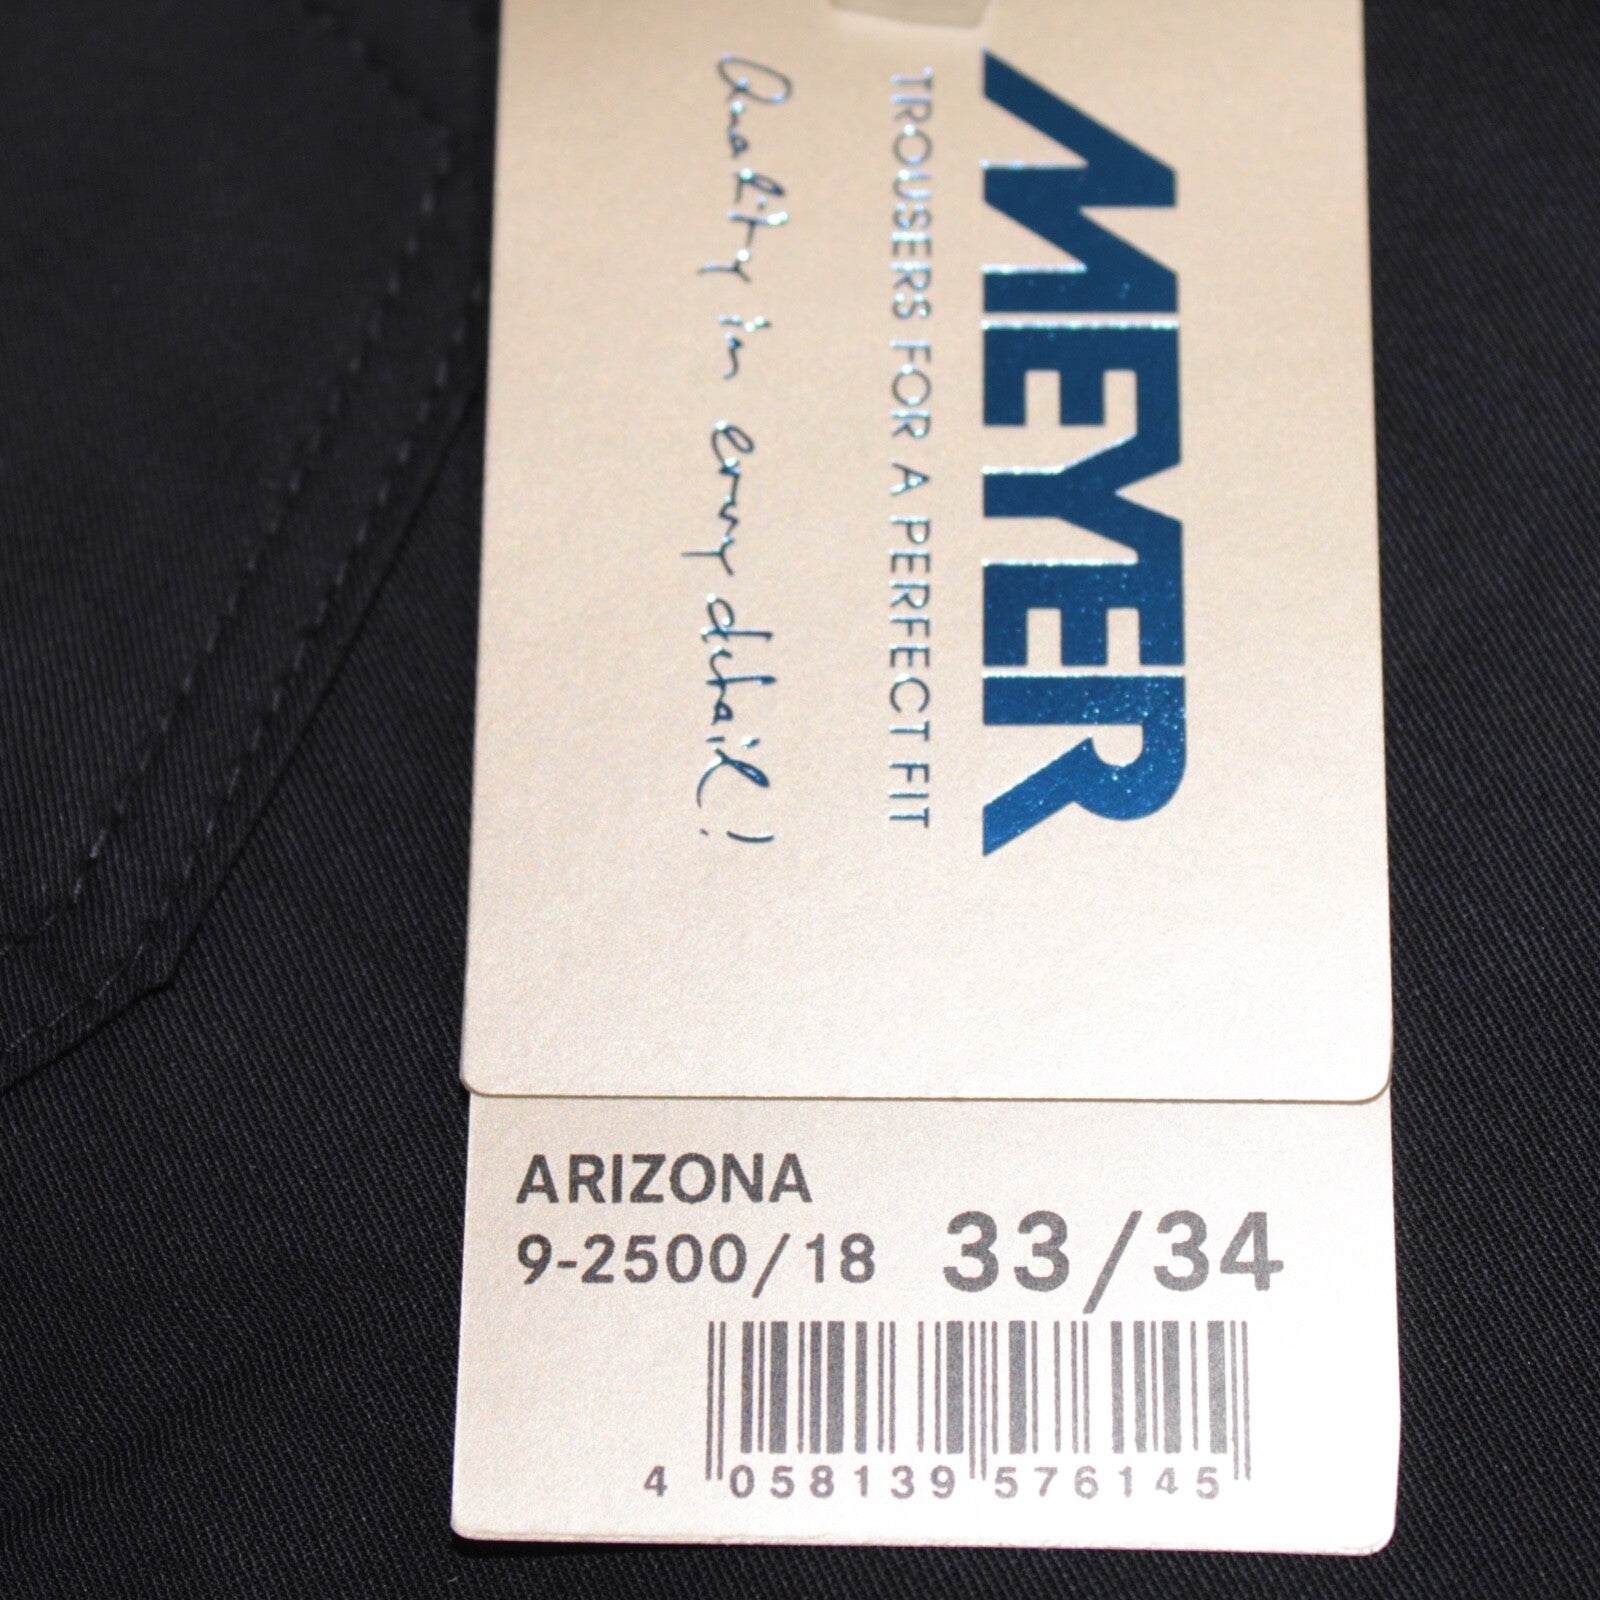 MEYER
TROUSERS FOR A PERFECT FIT
Quality in every detail!
ARIZONA
9-2500/18 33/34
4 058139 576145